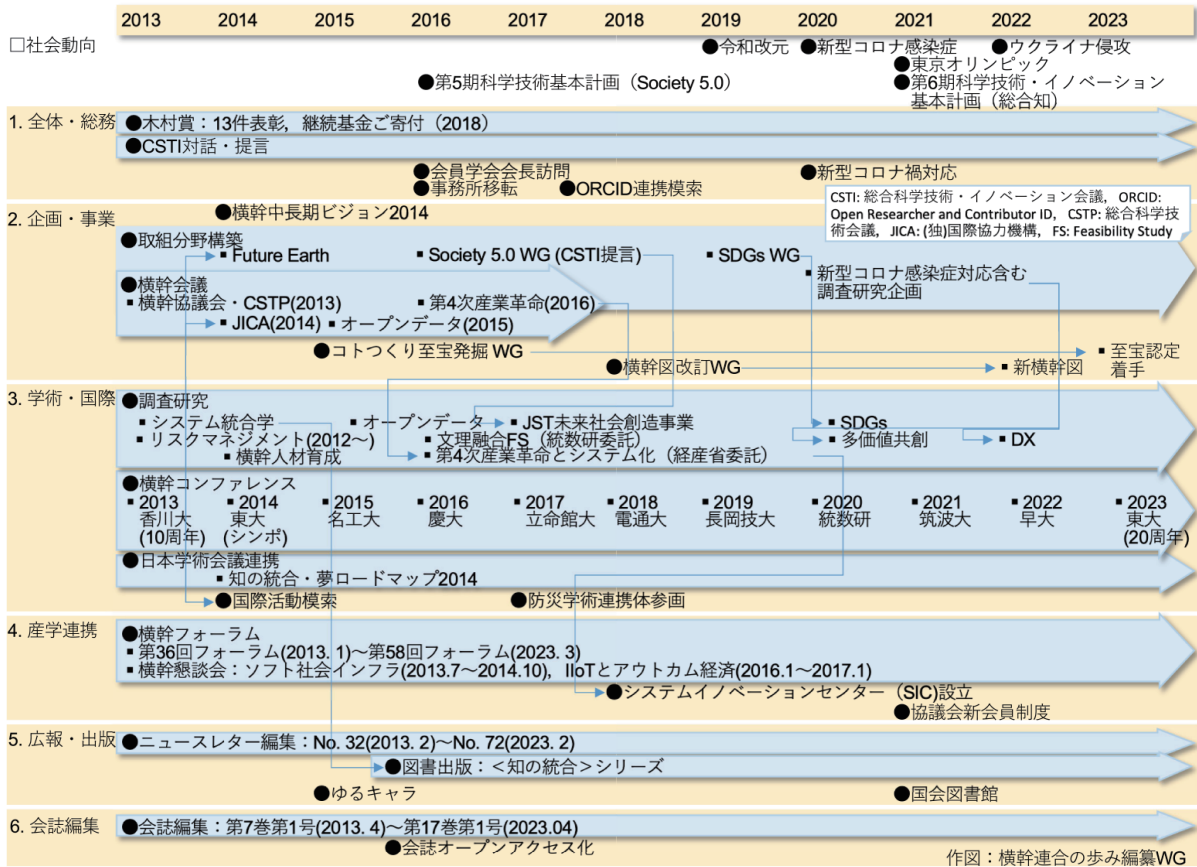 2013 2014 2015 2016 2017 2018 2019 2020 2021 2022 2023
□社会動向
●令和改元 ●新型コロナ感染症 ●ウクライナ侵攻
●東京オリンピック
●第5期科学技術基本計画（Society 5.0） ●第6期科学技術・イノベーション
基本計画（総合知）
1. 全体・総務 ●木村賞：13件表彰，継続基金ご寄付（2018）
●CSTI対話・提言
●会員学会会長訪問 ●新型コロナ禍対応
●事務所移転 ●ORCID連携模索
CSTI: 総合科学技術・イノベーション会議，ORCID:
Open Researcher and Contributor ID，CSTP: 総合科学技
術会議，JICA: (独)国際協力機構，FS: Feasibility Study
●横幹中長期ビジョン2014
2. 企画・事業
●取組分野構築
▪ Future Earth ▪ Society 5.0 WG (CSTI提言) ▪ SDGs WG
▪ 新型コロナ感染症対応含む
調査研究企画
●横幹会議
▪ 横幹協議会・CSTP(2013) ▪ 第4次産業革命(2016)
▪ JICA(2014) ▪ オープンデータ(2015)
●コトつくり至宝発掘 WG ▪ 至宝認定
着手
●横幹図改訂WG ▪ 新横幹図
3. 学術・国際 ●調査研究
▪ システム統合学 ▪ オープンデータ ▪ JST未来社会創造事業 ▪ SDGs
▪ リスクマネジメント(2012〜) ▪ 文理融合FS（統数研委託） ▪ 多価値共創 ▪ DX
▪ 横幹人材育成 ▪ 第4次産業革命とシステム化（経産省委託）
●横幹コンファレンス
▪ 2013 ▪ 2014 ▪ 2015 ▪ 2016 ▪ 2017 ▪ 2018 ▪ 2019 ▪ 2020 ▪ 2021 ▪ 2022 ▪ 2023
香川大 東大 名工大 慶大 立命館大 電通大 長岡技大 統数研 筑波大 早大 東大
(10周年) (シンポ) (20周年)
●日本学術会議連携
▪ 知の統合・夢ロードマップ2014
●国際活動模索 ●防災学術連携体参画
4. 産学連携 ●横幹フォーラム
▪ 第36回フォーラム(2013. 1)〜第58回フォーラム(2023. 3)
▪ 横幹懇談会：ソフト社会インフラ(2013.7〜2014.10)，IIoTとアウトカム経済(2016.1〜2017.1)
●システムイノベーションセンター（SIC)設立
●協議会新会員制度
5. 広報・出版 ●ニュースレター編集：No. 32(2013. 2)〜No. 72(2023. 2)
●図書出版：＜知の統合＞シリーズ
●ゆるキャラ ●国会図書館
6. 会誌編集 ●会誌編集：第7巻第1号(2013. 4)〜第17巻第1号(2023.04)
●会誌オープンアクセス化
作図：横幹連合の歩み編纂WG